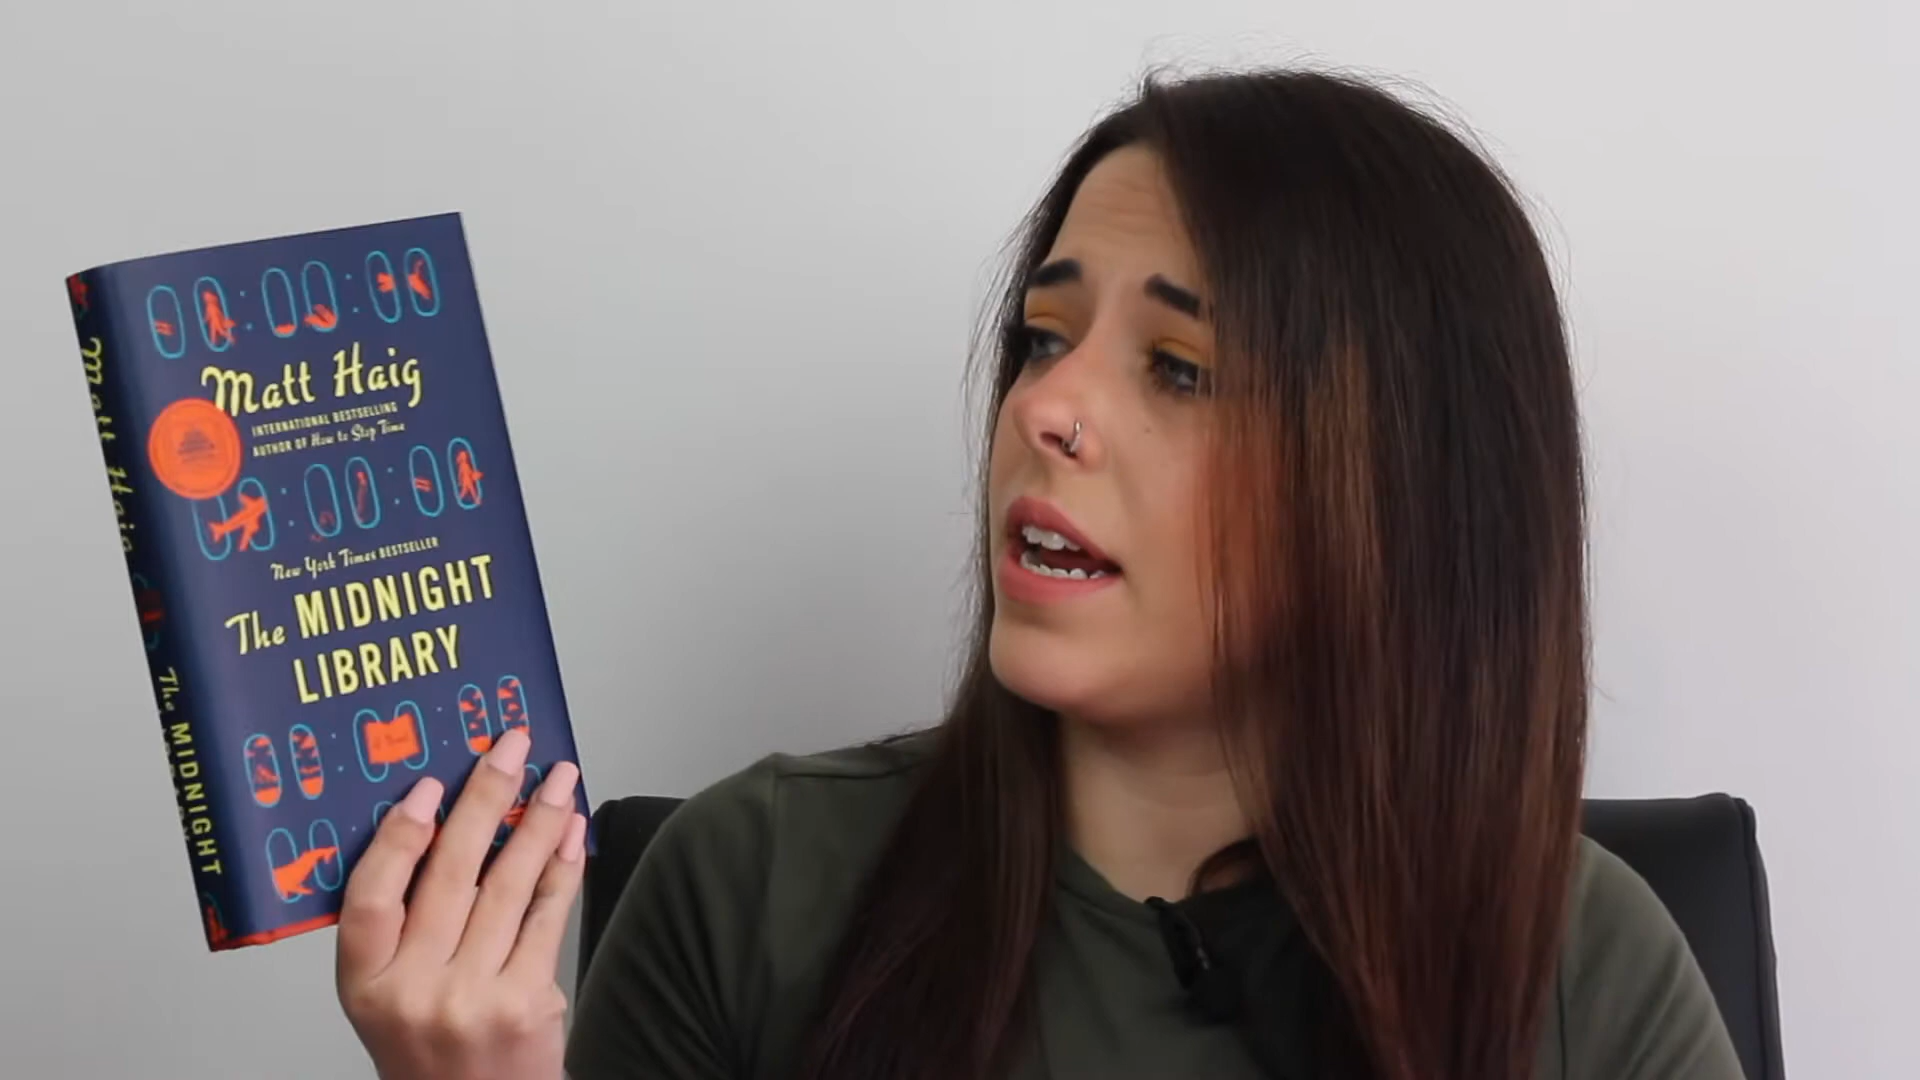 Matt Haig
INTERNATIONAL BESTSELLING
AUTHOR OF How to Stop Time
New York Times BESTSELLER
The MIDNIGHT
LIBRARY
A Novel
Matt Haig
The MIDNIGHT